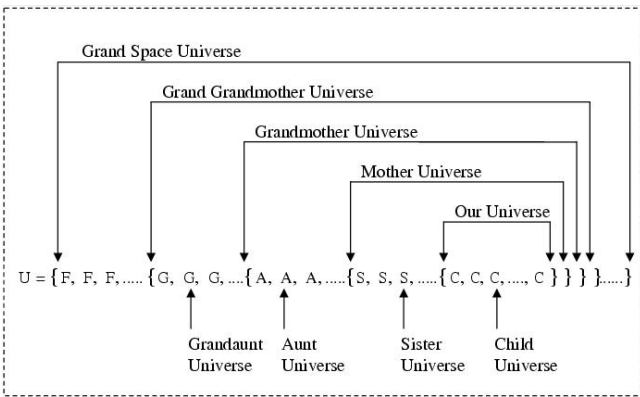 Grand Space Universe
Grand Grandmother Universe
Grandmother Universe
Mother Universe
Our Universe
U = { F, F, F, ..... { G, G, G, .... { A, A, A, ..... { S, S, S, ..... { C, C, C, ...., C } } } } ...... }
Grandaunt
Universe
Aunt
Universe
Sister
Universe
Child
Universe